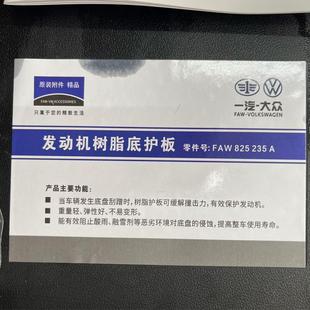 原装附件 精品
FAW-VW ACCESSORIES
只属于您的精致生活
一汽-大众
FAW-VOLKSWAGEN
发动机树脂底护板 零件号: FAW 825 235 A
产品主要功能:
当车辆发生底盘刮蹭时, 树脂护板可缓解撞击力, 有效保护发动机。
重量轻、弹性好、不易变形。
能有效阻止酸雨、融雪剂等恶劣环境对底盘的侵蚀, 提高整车使用寿命。